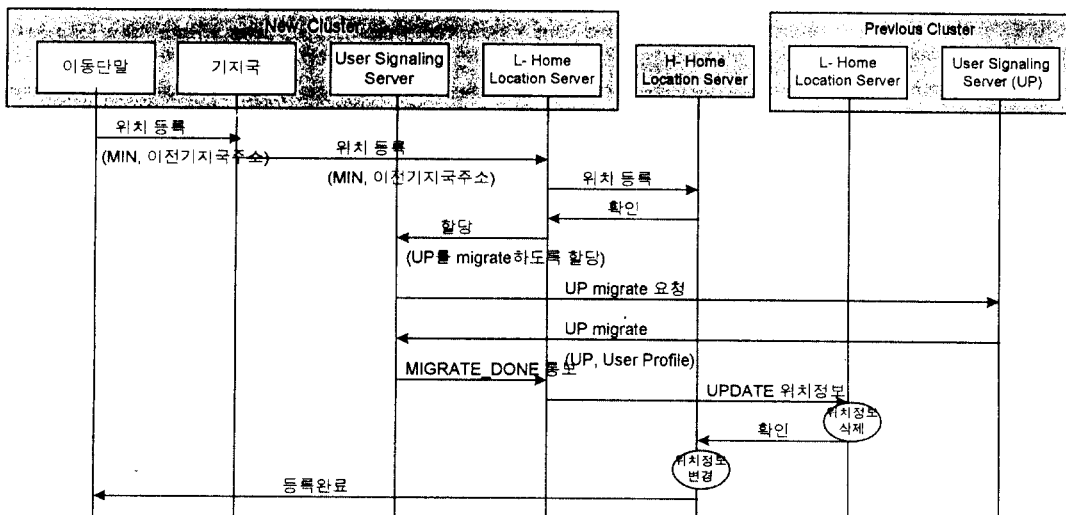 New Cluster
Previous Cluster
이동단말
기지국
User Signaling
Server
L- Home
Location Server
H- Home
Location Server
L- Home
Location Server
User Signaling
Server (UP)
위치 등록
(MIN, 이전기지국주소)
위치 등록
(MIN, 이전기지국주소)
위치 등록
확인
할당
(UP를 migrate하도록 할당)
UP migrate 요청
UP migrate
(UP, User Profile)
MIGRATE_DONE 통보
UPDATE 위치정보
위치정보
삭제
확인
위치정보
변경
등록완료